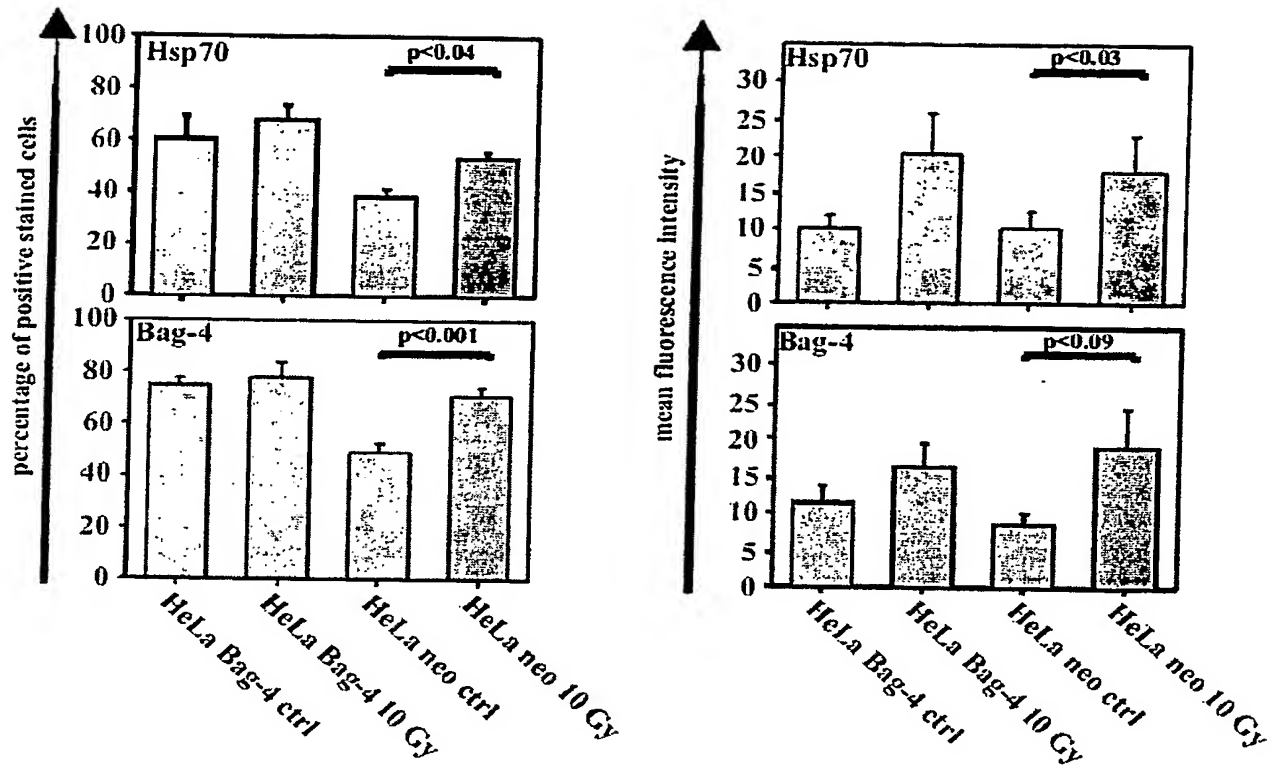 percentage of positive stained cells
100
80
60
40
20
0
Hsp70
p<0.04
100
80
60
40
20
0
Bag-4
p<0.001
HeLa Bag-4 ctrl
HeLa Bag-4 10 Gy
HeLa neo ctrl
HeLa neo 10 Gy
mean fluorescence intensity
30
25
20
15
10
5
0
Hsp70
p<0.03
30
25
20
15
10
5
0
Bag-4
p<0.09
HeLa Bag-4 ctrl
HeLa Bag-4 10 Gy
HeLa neo ctrl
HeLa neo 10 Gy